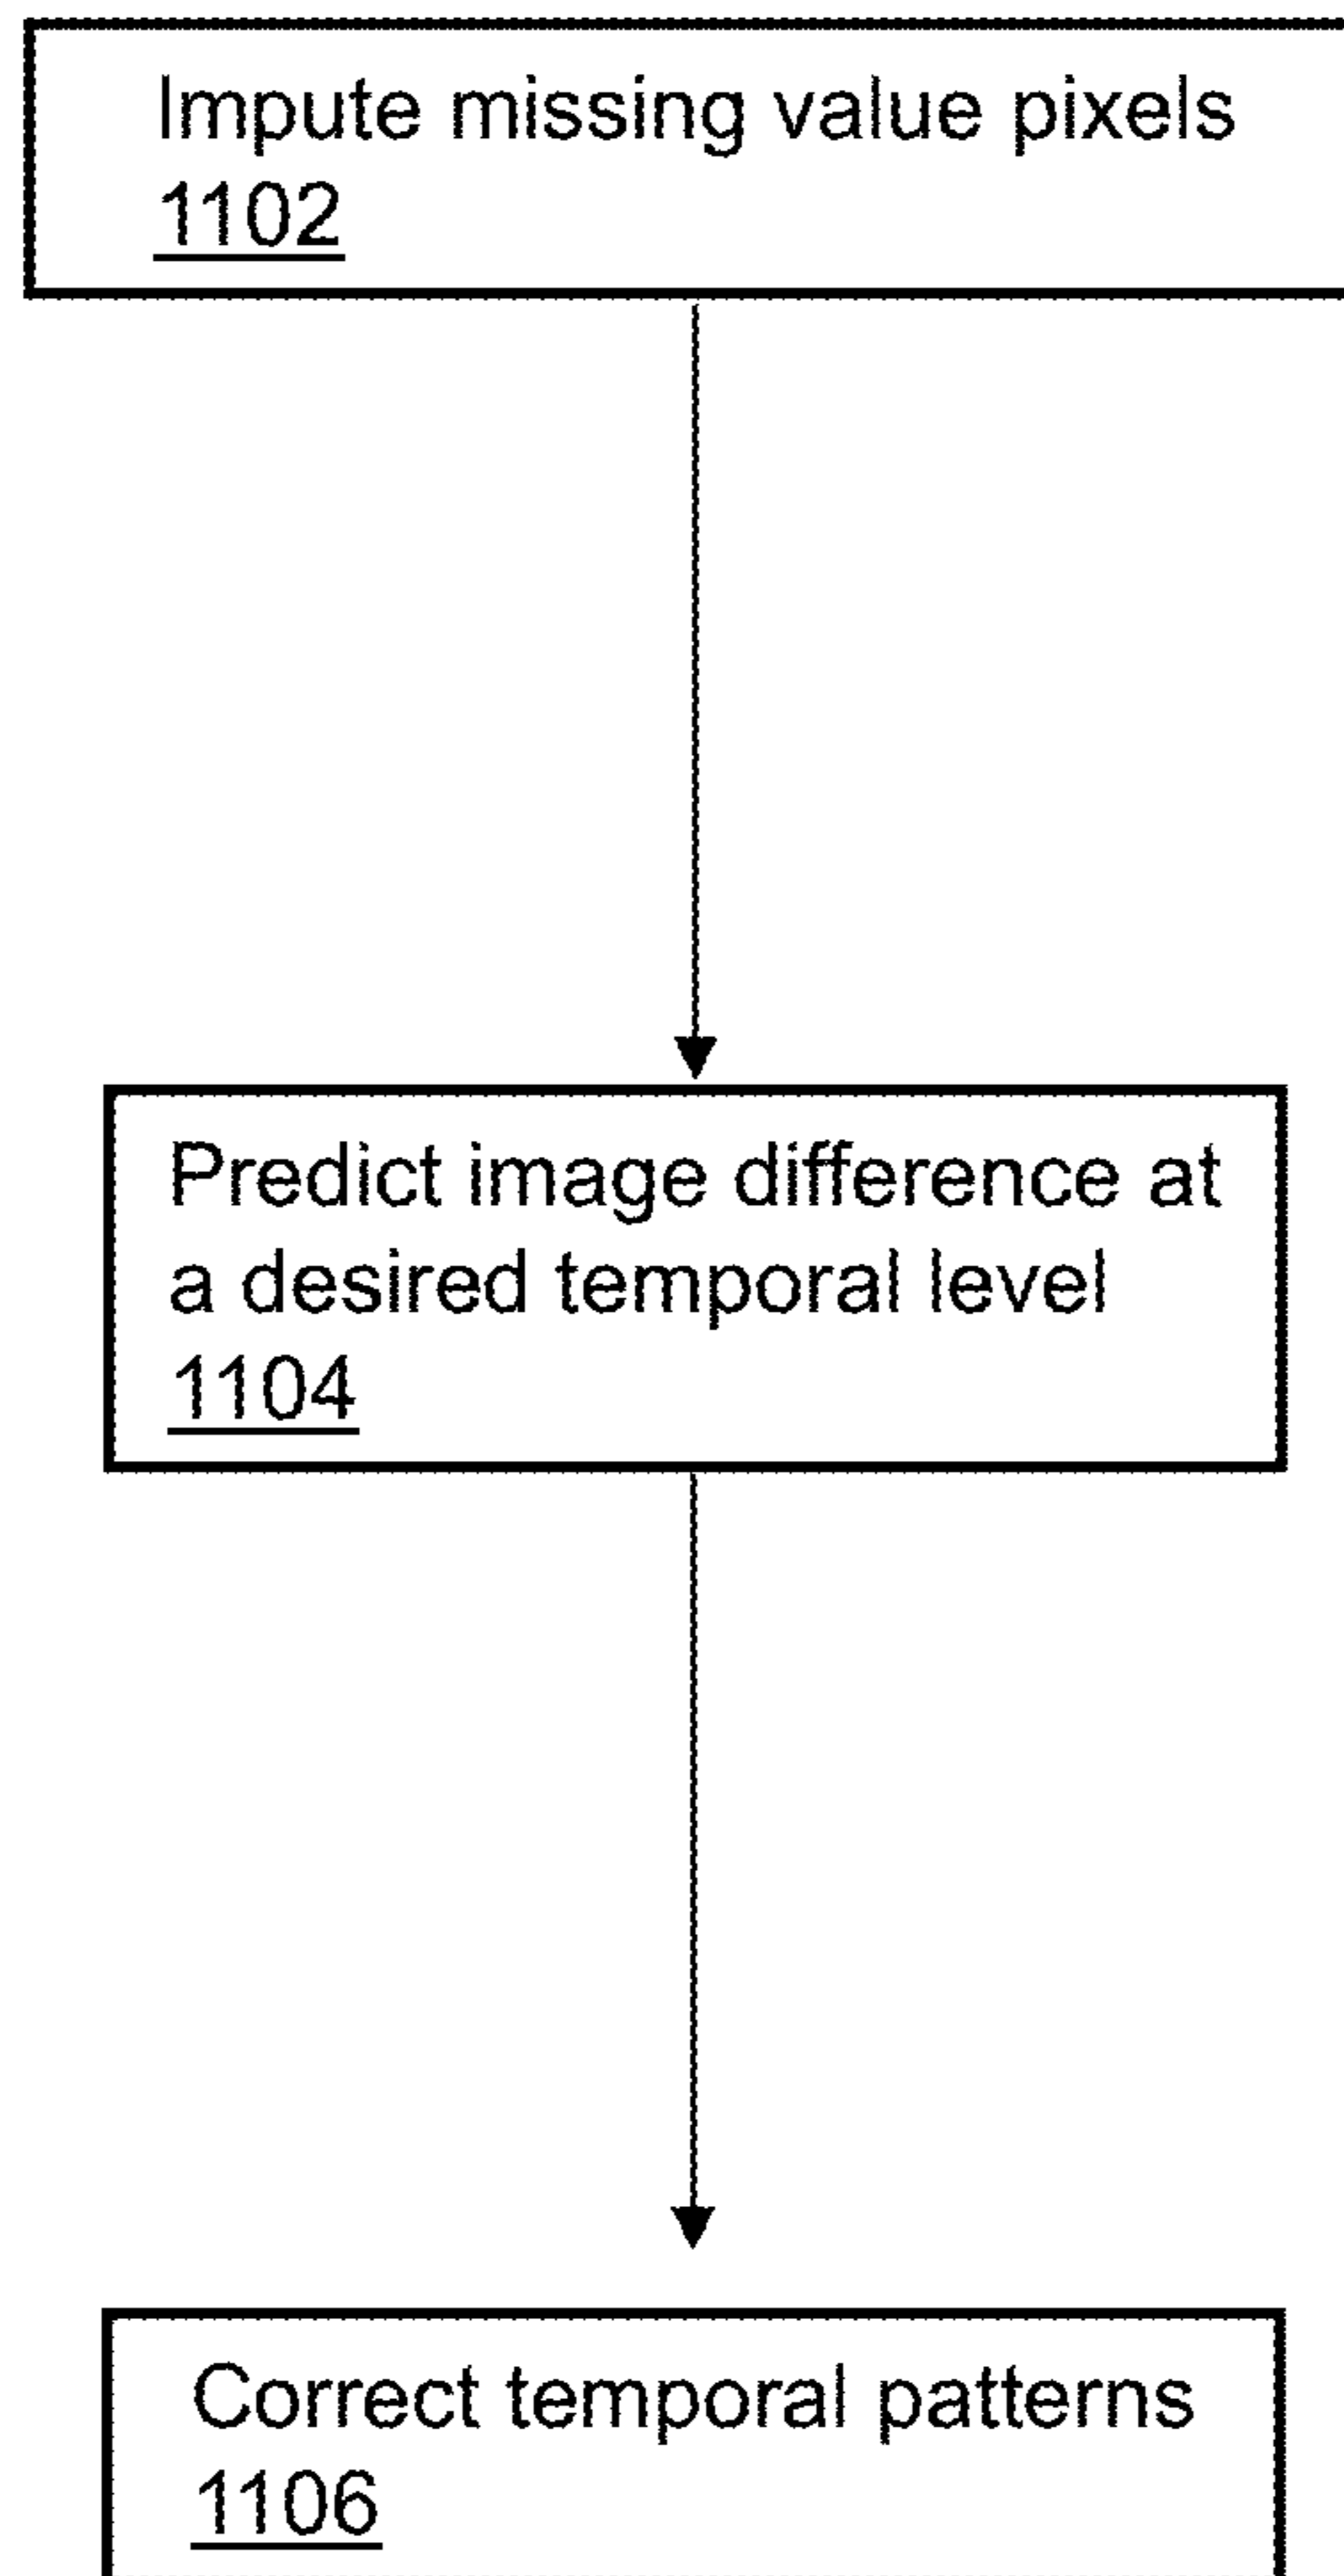 Impute missing value pixels
1102
Predict image difference at
a desired temporal level
1104
Correct temporal patterns
1106